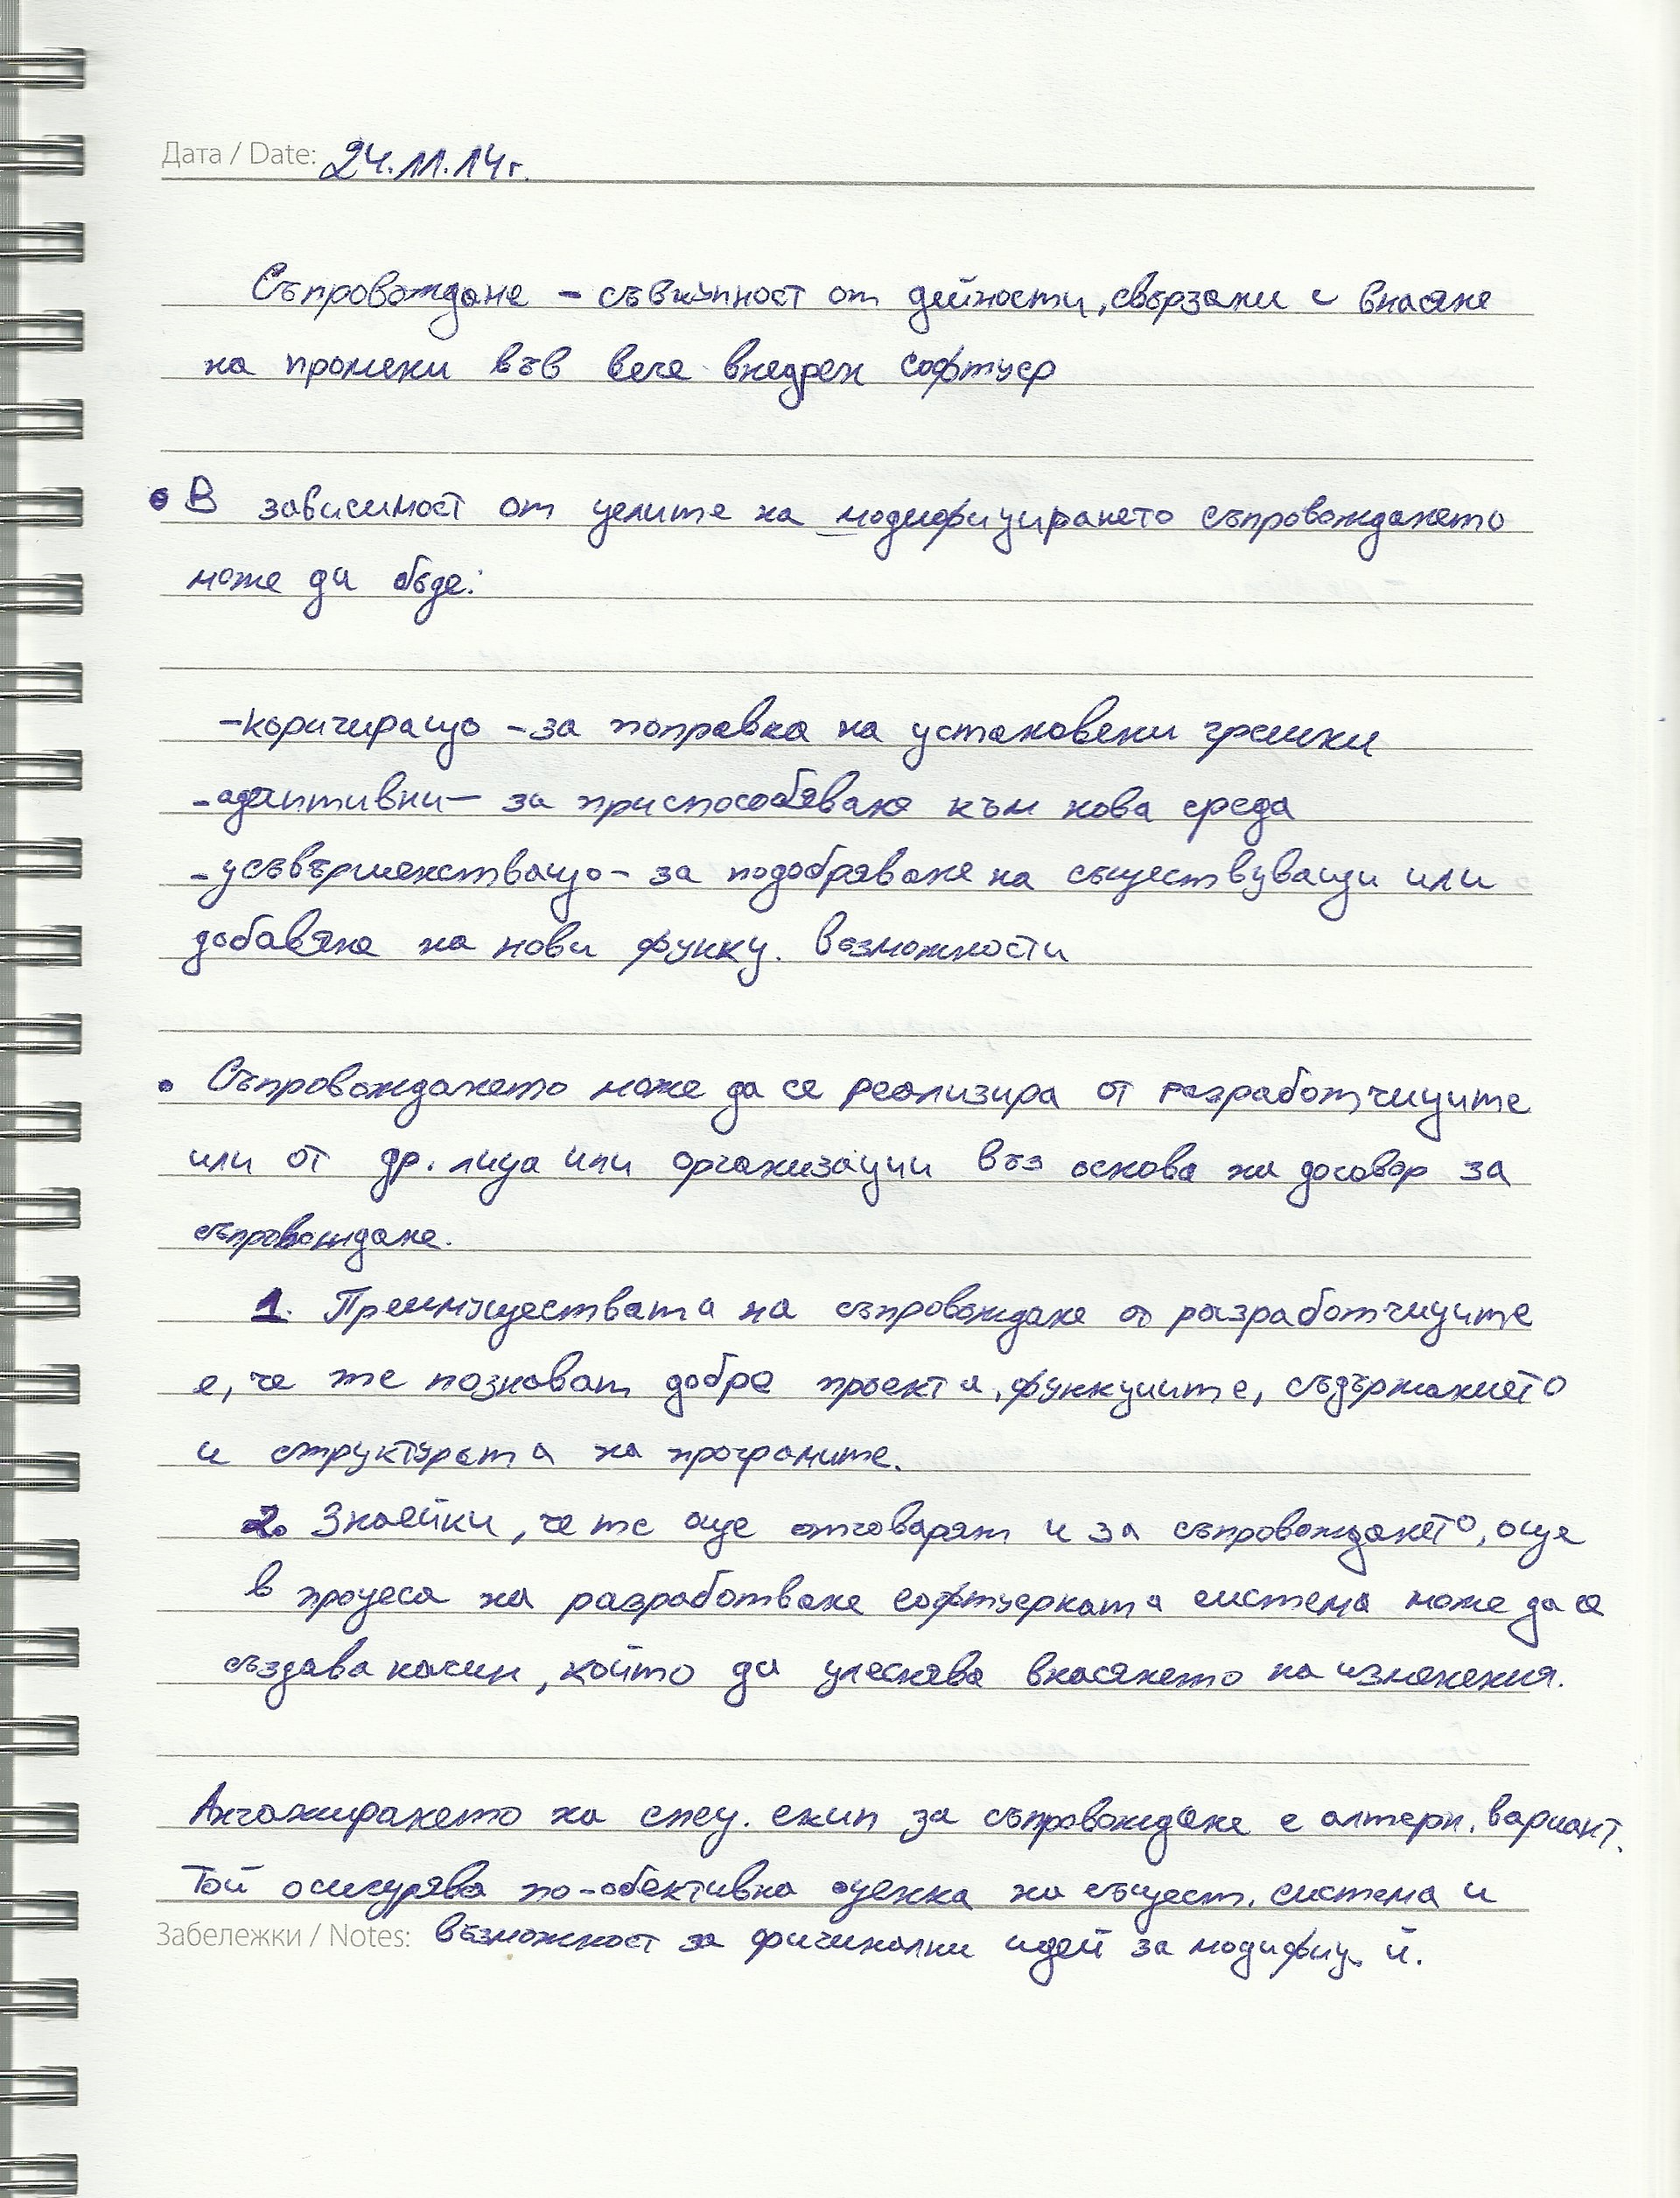 Дата / Date: 24.11.14г.
Съпровождане - съвкупност от дейности, свързани с внасяне
на промени във вече внедрен софтуер
• В зависимост от целите на модифицирането съпровождането
може да бъде:
- коригиращо - за поправка на установени грешки
- адаптивни - за приспособяване към нова среда
- усъвършенстващо - за подобряване на съществуващи или
добавяне на нови функц. възможности
• Съпровождането може да се реализира от разработчиците
или от др. лица или организации въз основа на договор за
съпровождане.
1. Преимуществата на съпровождане от разработчиците
е, че те познават добре проекта, функциите, съдържанието
и структурата на програмите.
2. Знаейки, че те още отговарят и за съпровождането, още
в процеса на разработване софтуерната система може да се
създава начин, който да улеснява внасянето на изменения.
Ангажирането на спец. екип за съпровождане е алтерн. вариант.
Той осигурява по-обективна оценка на същест. система и
Забележки / Notes: възможност за оригинални идеи за модифиц. й.